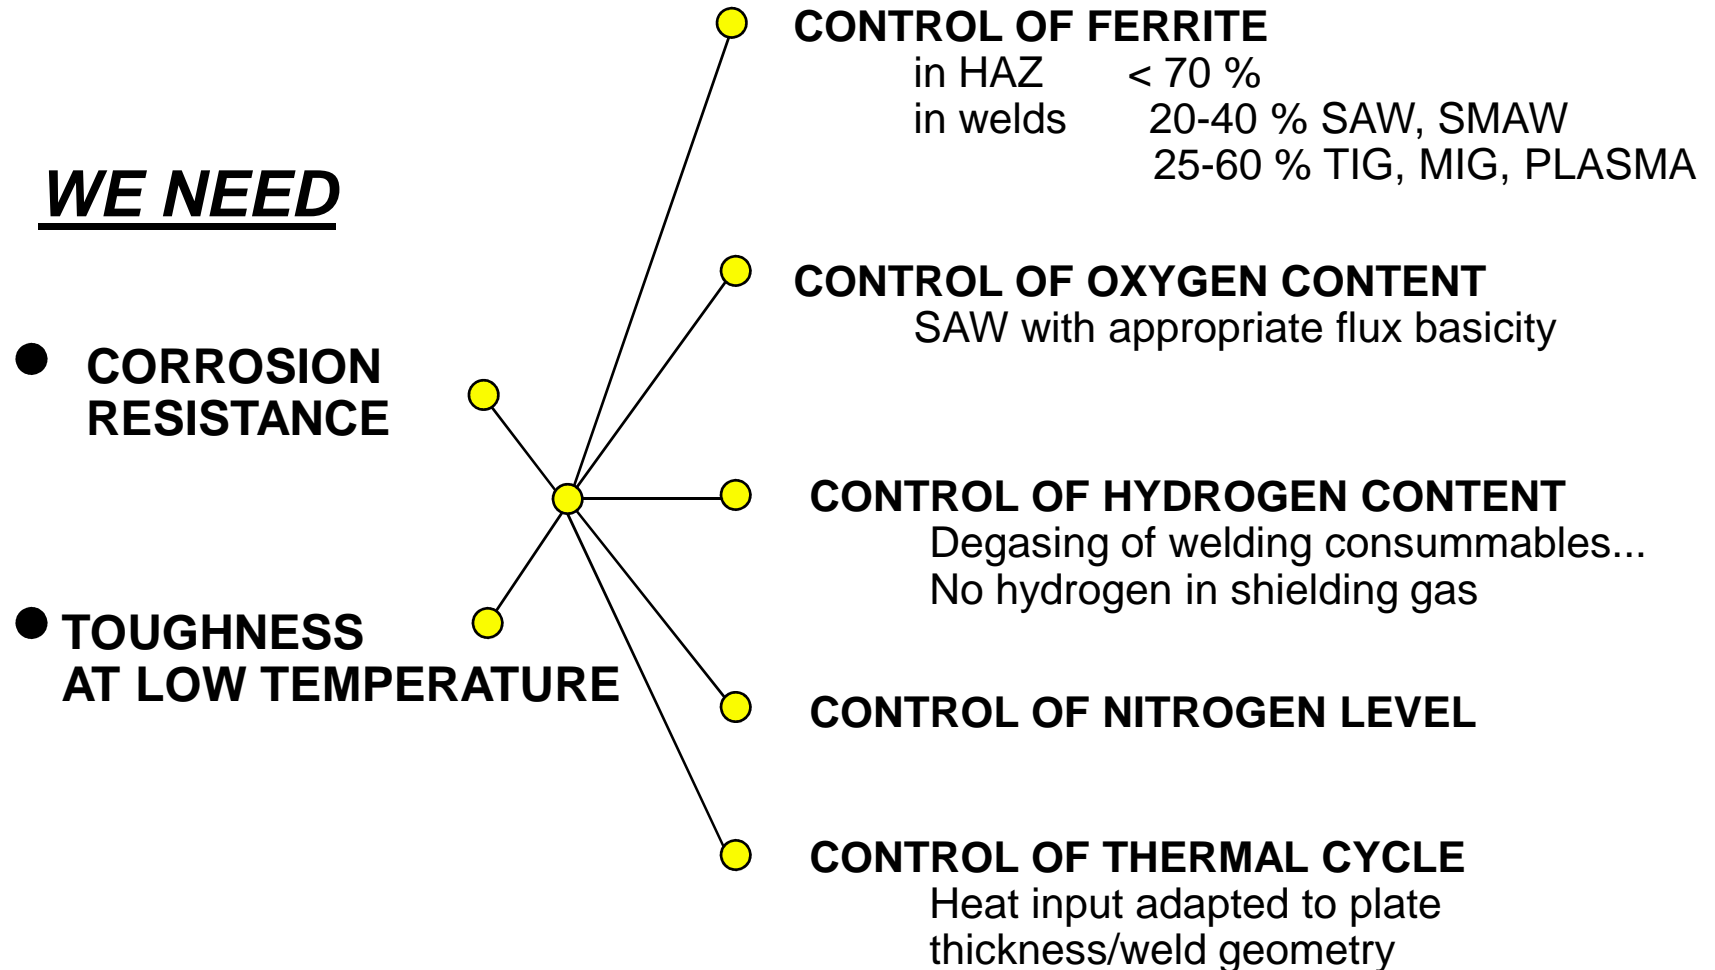 WE NEED
CORROSION
RESISTANCE
TOUGHNESS
AT LOW TEMPERATURE
CONTROL OF FERRITE
in HAZ < 70 %
in welds 20-40 % SAW, SMAW
25-60 % TIG, MIG, PLASMA
CONTROL OF OXYGEN CONTENT
SAW with appropriate flux basicity
CONTROL OF HYDROGEN CONTENT
Degasing of welding consummables...
No hydrogen in shielding gas
CONTROL OF NITROGEN LEVEL
CONTROL OF THERMAL CYCLE
Heat input adapted to plate
thickness/weld geometry